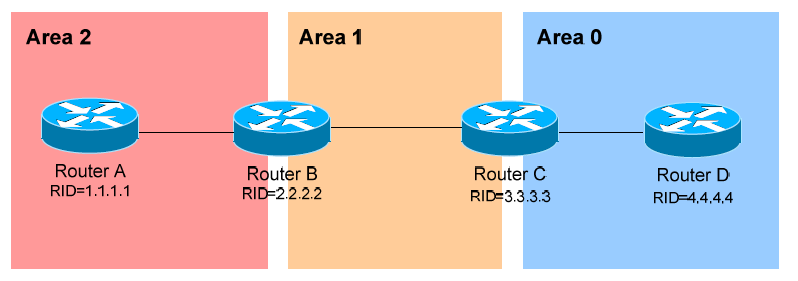 Area 2
Area 1
Area 0
Router A
RID=1.1.1.1
Router B
RID=2.2.2.2
Router C
RID=3.3.3.3
Router D
RID=4,4,4,4